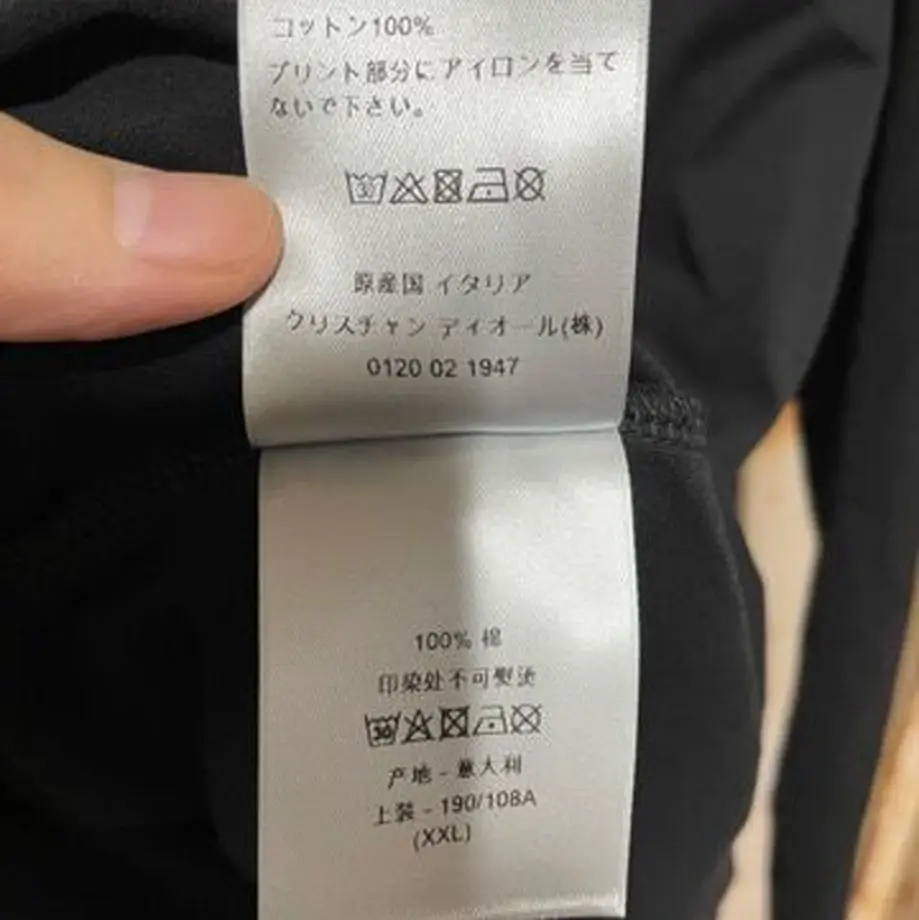 コットン100%
プリント部分にアイロンを当て
ないで下さい。
30
原産国 イタリア
クリスチャン ディオール(株)
0120 02 1947
100% 棉
印染处不可熨烫
30
产地 - 意大利
上装 - 190/108A
(XXL)